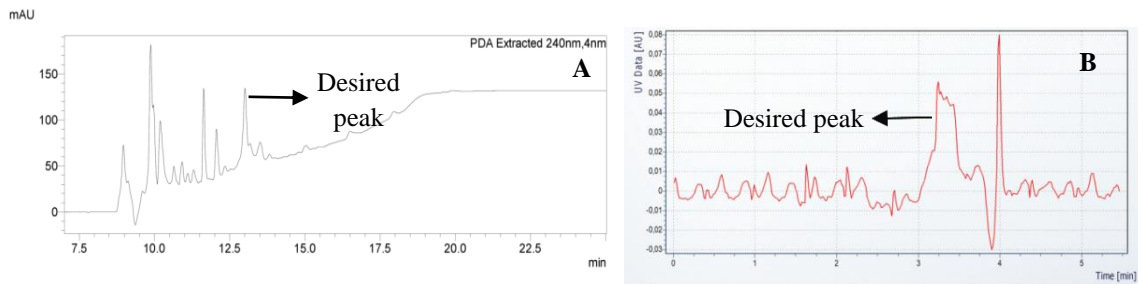 mAU
PDA Extracted 240nm,4nm
A
Desired
peak
150
100
50
0
7.5 10.0 12.5 15.0 17.5 20.0 22.5
min
B
UV Data [AU]
Desired peak
0,08
0,07
0,06
0,05
0,04
0,03
0,02
0,01
0
-0,01
-0,02
-0,03
0 1 2 3 4 5
Time [min]